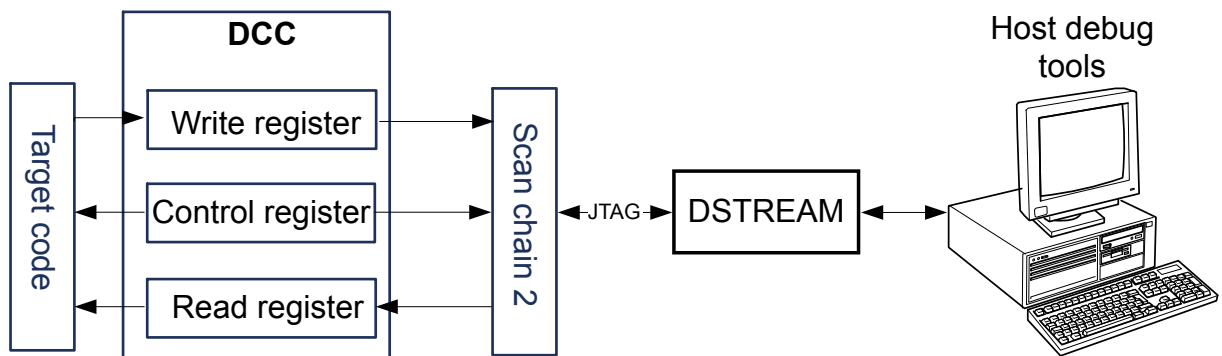 DCC
Host debug
tools
Target code
Write register
Control register
Read register
Scan chain 2
JTAG
DSTREAM